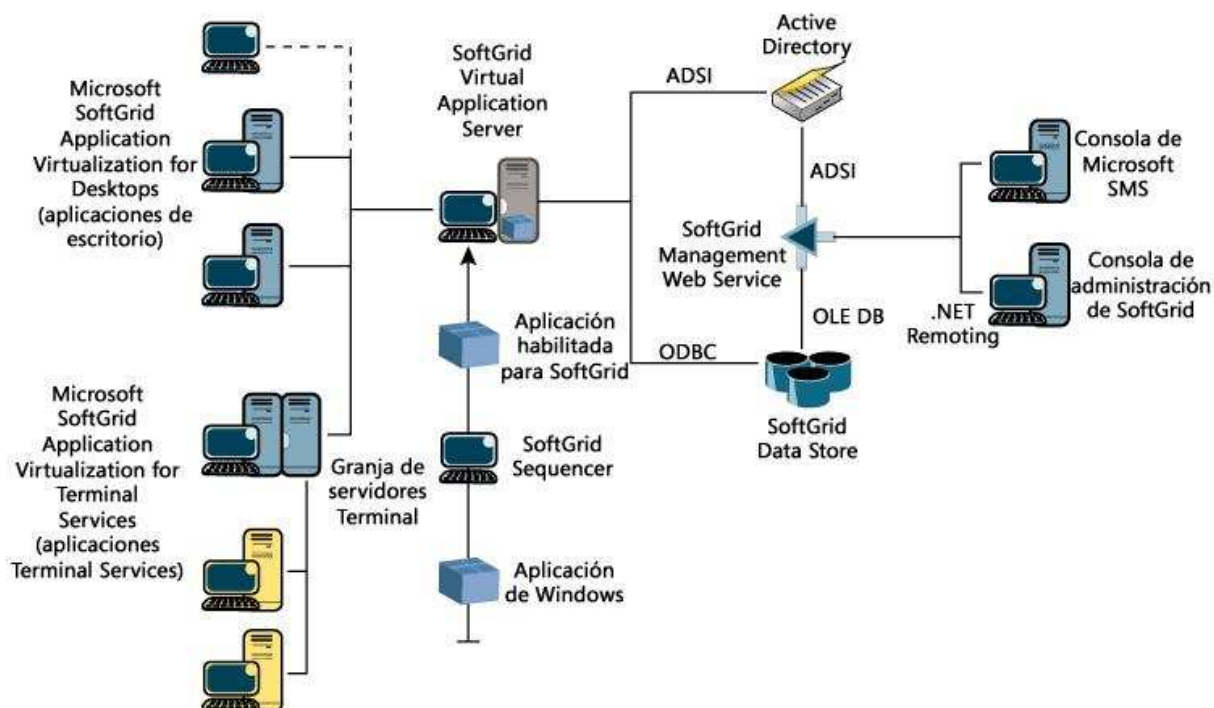 Microsoft
SoftGrid
Application
Virtualization for
Desktops
(aplicaciones de
escritorio)
Microsoft
SoftGrid
Application
Virtualization for
Terminal
Services
(aplicaciones
Terminal Services)
Granja de
servidores
Terminal
SoftGrid
Virtual
Application
Server
Aplicación
habilitada
para SoftGrid
SoftGrid
Sequencer
Aplicación
de Windows
Active
Directory
ADSI
ADSI
SoftGrid
Management
Web Service
OLE DB
ODBC
SoftGrid
Data Store
.NET
Remoting
Consola de
Microsoft
SMS
Consola de
administración
de SoftGrid